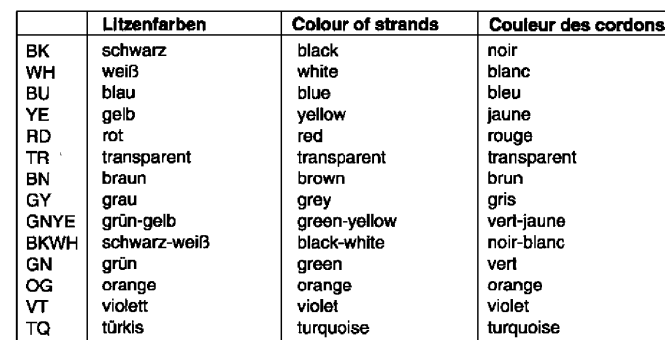 Litzenfarben Colour of strands Couleur des cordons
BK schwarz black noir
WH weiß white blanc
BU blau blue bleu
YE gelb yellow jaune
RD rot red rouge
TR transparent transparent transparent
BN braun brown brun
GY grau grey gris
GNYE grün-gelb green-yellow vert-jaune
BKWH schwarz-weiß black-white noir-blanc
GN grün green vert
OG orange orange orange
VT violett violet violet
TQ türkis turquoise turquoise